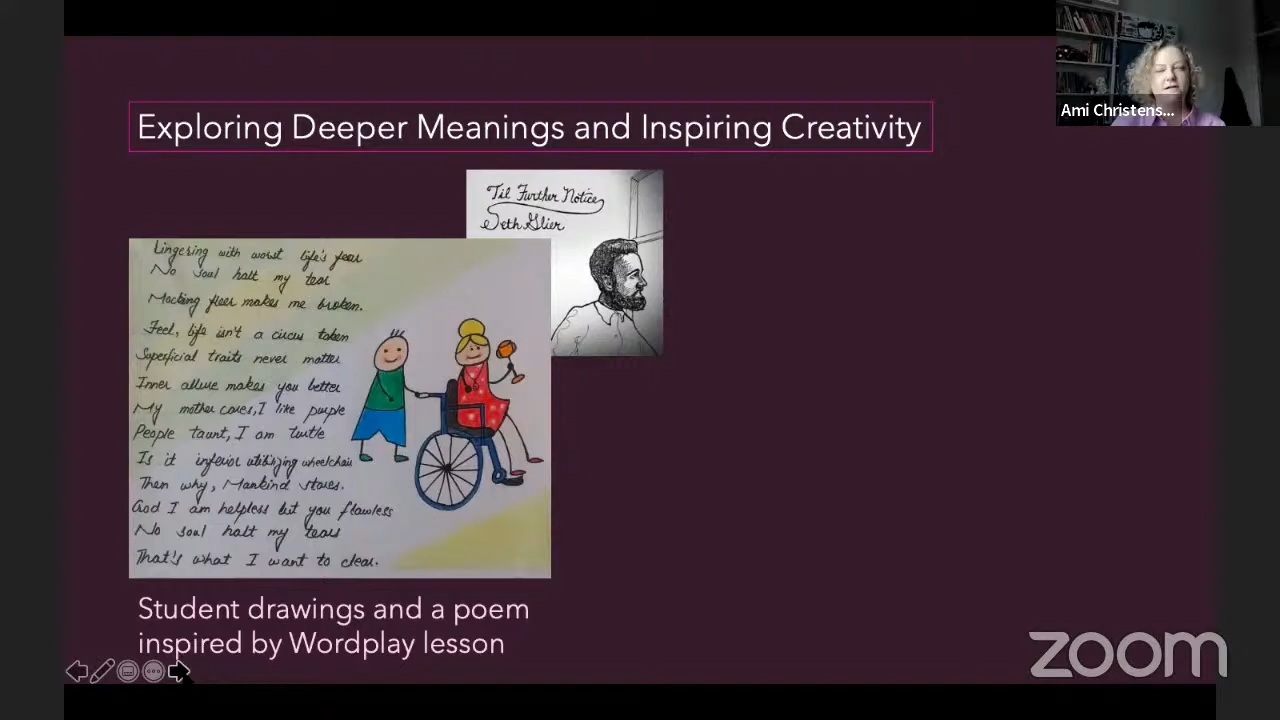 Ami Christens...
Exploring Deeper Meanings and Inspiring Creativity
Til Further Notice
Seth Glier
Lingering with worst life's fear
No soul halt my tear
Mocking fleer makes me broken.
Feel, life isn't a circus token
Superficial traits never matter
Inner allure makes you better
My mother cares, I like purple
People taunt, I am turtle
Is it inferior utibizing wheelchair
Then why, Mankind stares.
God I am helpless but you flawless
No soul halt my tears
That's what I want to clear.
Student drawings and a poem
inspired by Wordplay lesson
zoom